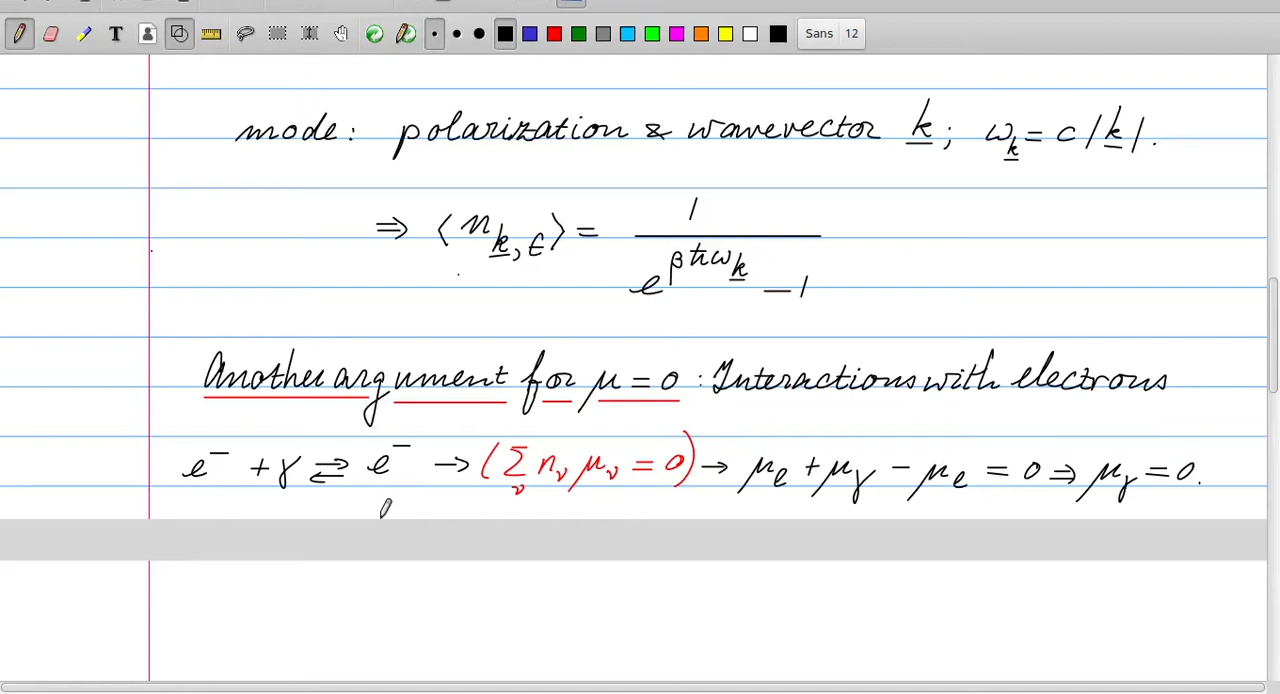 T Sans 12
mode: polarization & wavevector k; ω_k = c|k|.
⇒ ⟨n_{k,ϵ}⟩ = 1 / (e^{βħω_k} − 1)
Another argument for μ = 0 : Interactions with electrons
e⁻ + γ ⇌ e⁻ → (∑_ν n_ν μ_ν = 0) → μ_e + μ_γ − μ_e = 0 ⇒ μ_γ = 0.